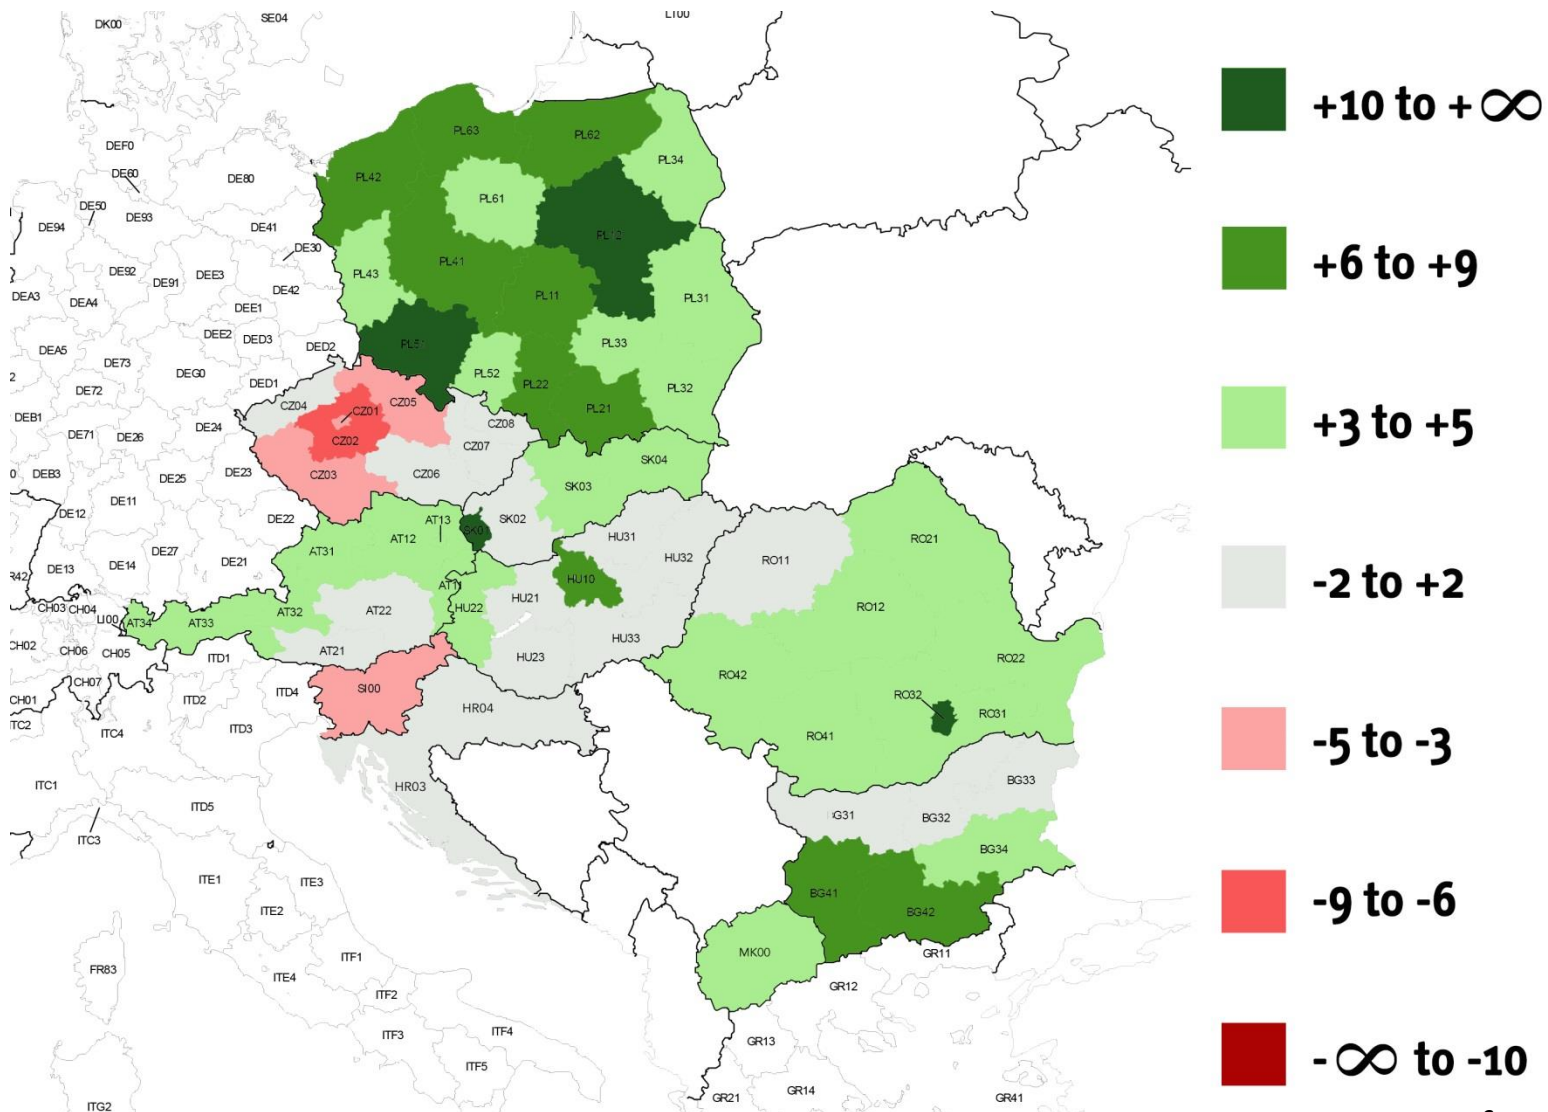 DK00
SE04
LT00
+10 to +∞
PL63
PL62
DEF0
PL34
DE60
PL42
DE80
PL61
DE50
DE93
DE94
DE41
PL12
DE30
PL41
+6 to +9
DE92
DEE3
PL43
DE91
DE42
PL11
PL31
DEA3
DEA4
DEE1
DEE2
DED3
PL51
PL33
DED2
DEA5
DE73
DEG0
PL52
PL22
PL32
DED1
DE72
CZ05
CZ04
CZ01
PL21
DEB1
DE24
CZ08
+3 to +5
DE71
DE26
CZ02
CZ07
SK04
DEB3
DE23
CZ03
CZ06
DE25
SK03
DE11
DE12
DE22
AT13
SK02
SK01
AT12
HU31
RO21
AT31
DE27
HU32
RO11
DE14
DE21
DE13
HU10
-2 to +2
AT11
HU21
CH03
CH04
AT32
AT22
HU22
RO12
LI00
AT34
AT33
HU33
CH06
CH05
AT21
HU23
ITD1
RO22
CH07
SI00
RO42
ITD2
ITD4
RO32
CH01
HR04
RO31
ITD3
ITC4
RO41
-5 to -3
ITC1
HR03
BG33
ITD5
BG32
ITC3
BG34
ITE1
ITE3
BG41
-9 to -6
ITE2
BG42
MK00
GR11
ITF1
FR83
ITE4
GR12
ITF2
ITF3
ITF4
GR13
-∞ to -10
ITF5
GR14
GR21
GR41
ITG2